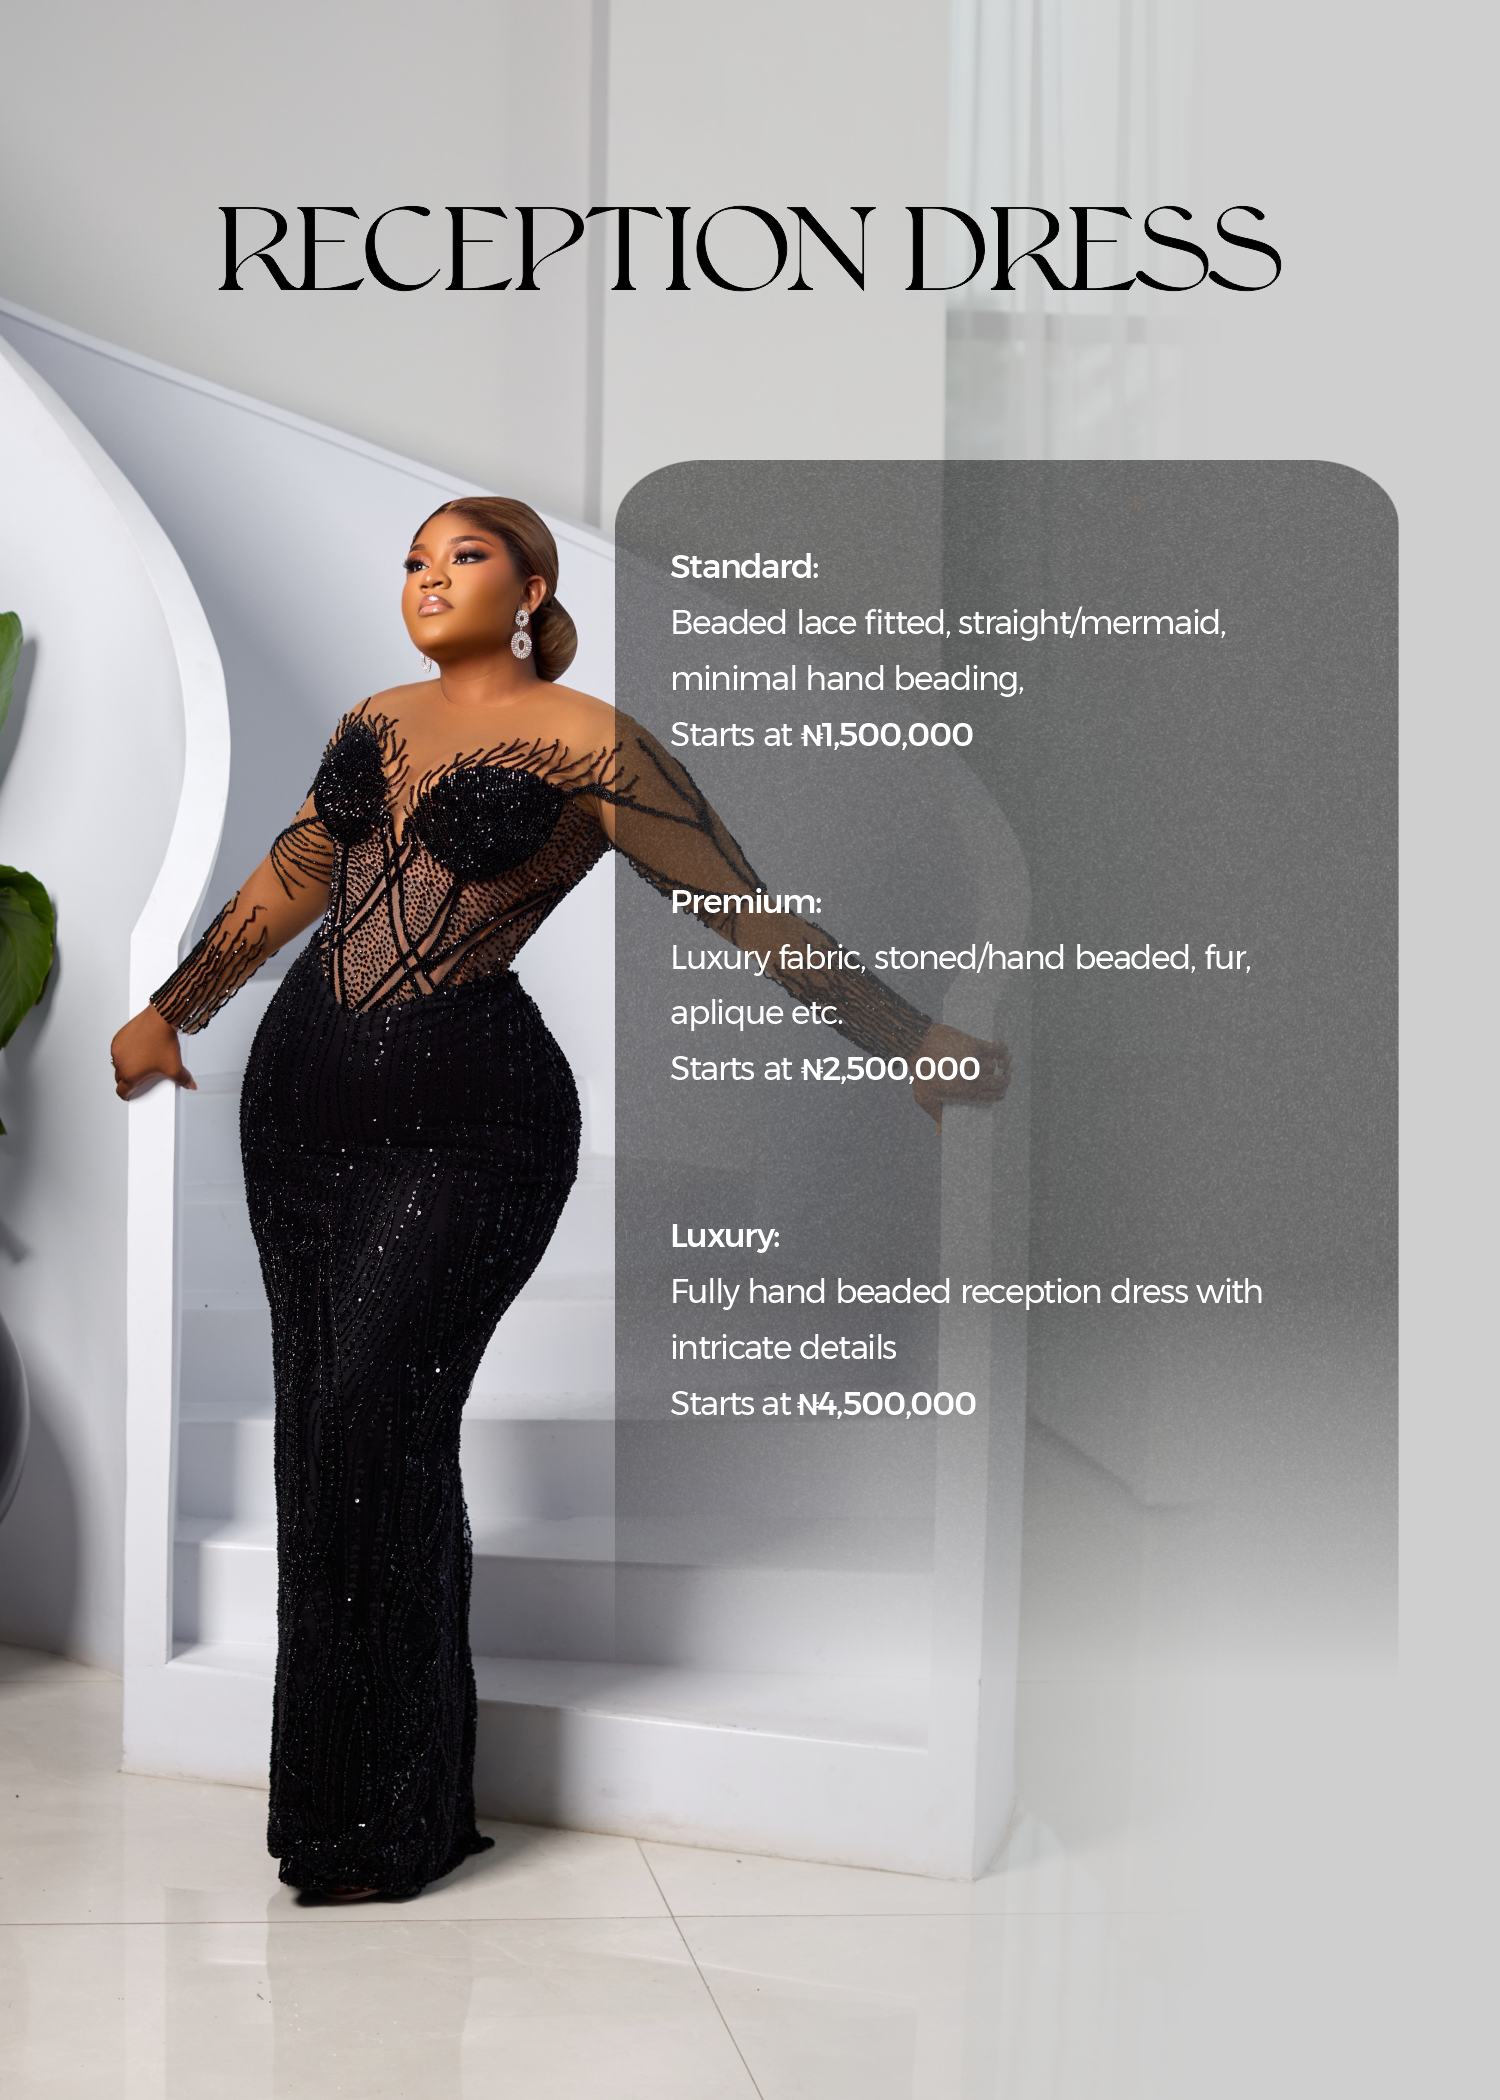 RECEPTION DRESS
Standard:
Beaded lace fitted, straight/mermaid,
minimal hand beading,
Starts at ₦1,500,000
Premium:
Luxury fabric, stoned/hand beaded, fur,
aplique etc.
Starts at ₦2,500,000
Luxury:
Fully hand beaded reception dress with
intricate details
Starts at ₦4,500,000